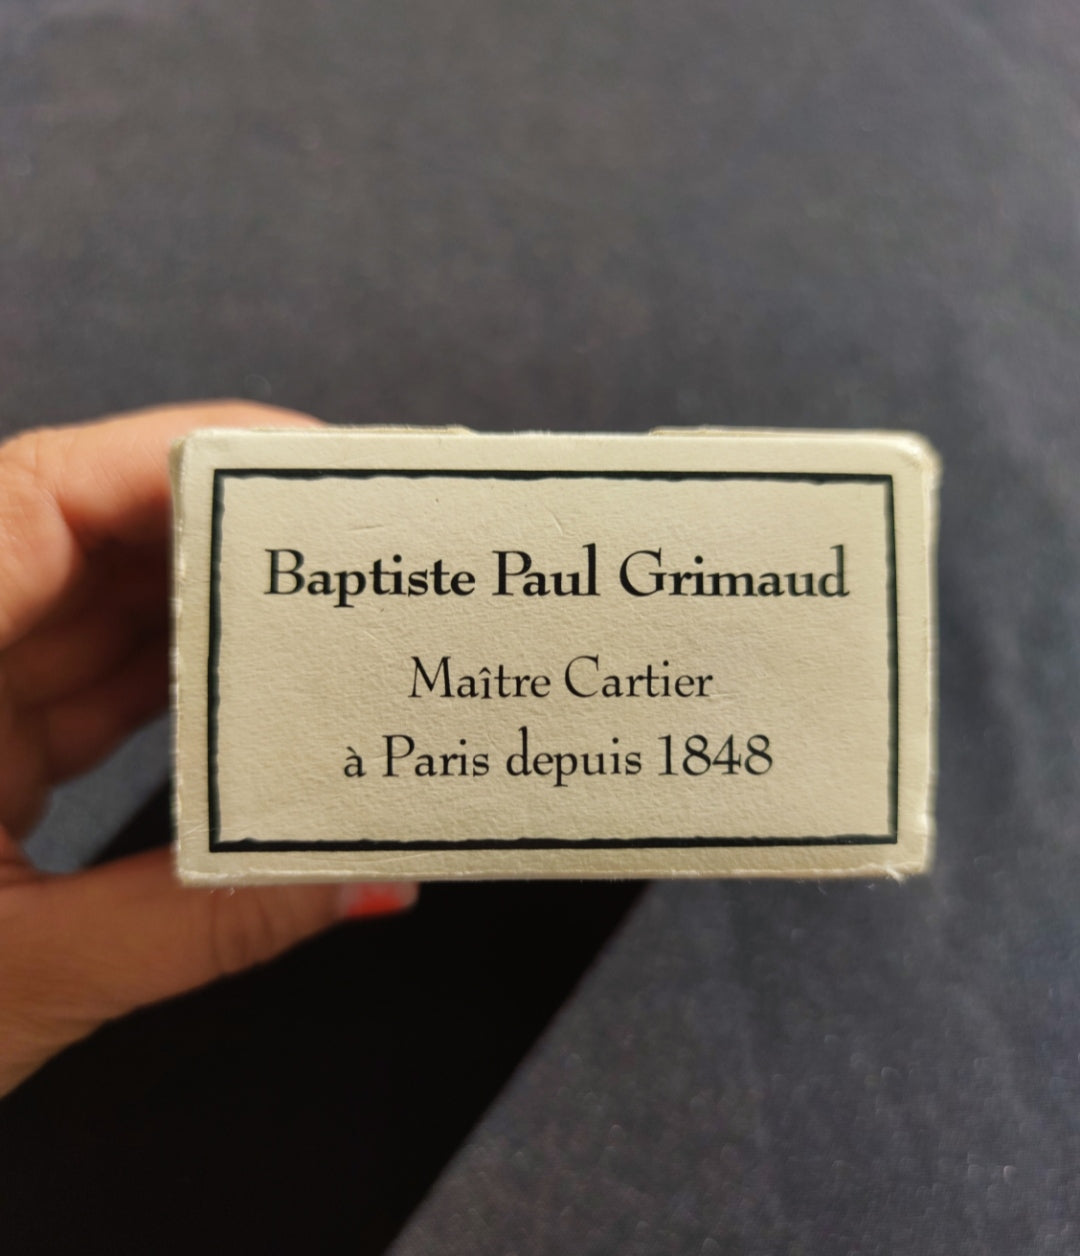 Baptiste Paul Grimaud
Maître Cartier
à Paris depuis 1848